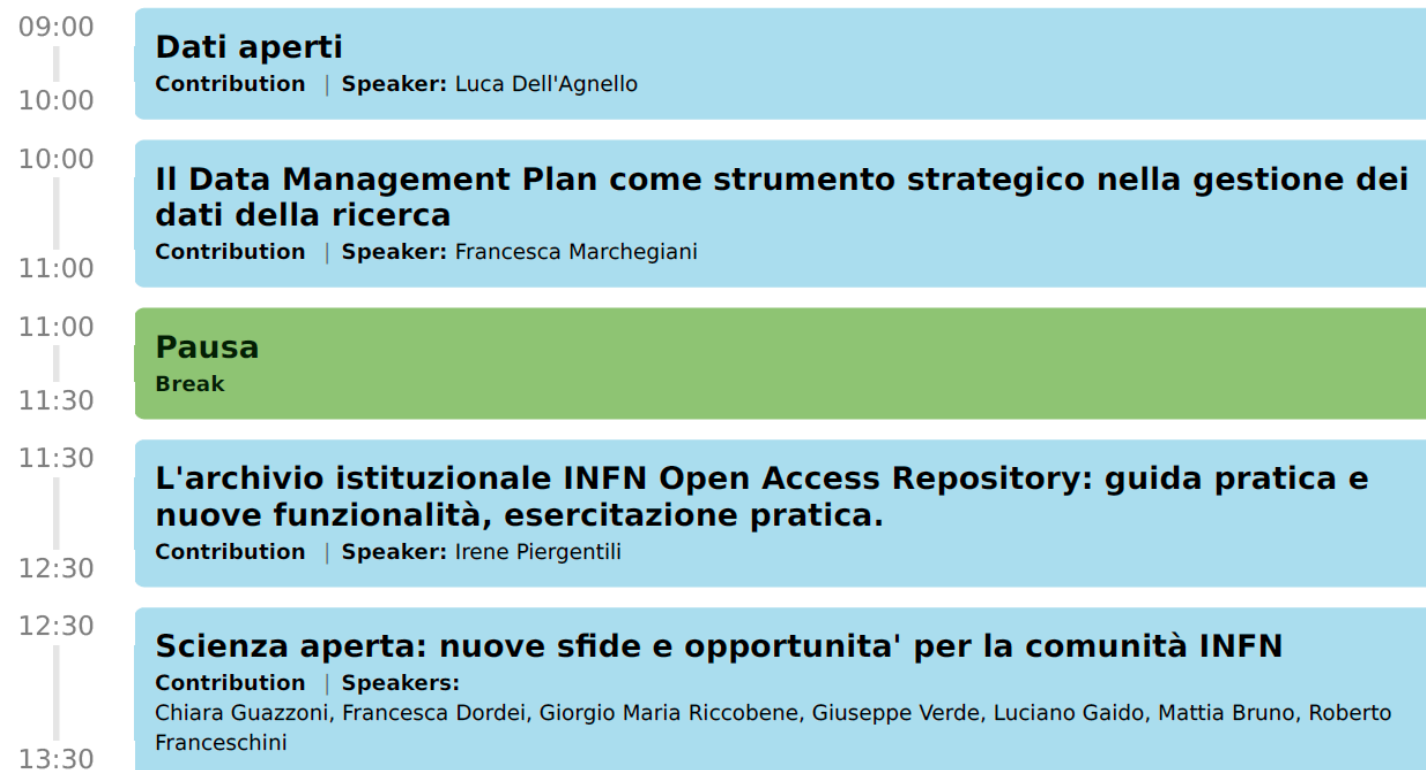 09:00
10:00
Dati aperti
Contribution | Speaker: Luca Dell'Agnello
10:00
11:00
Il Data Management Plan come strumento strategico nella gestione dei
dati della ricerca
Contribution | Speaker: Francesca Marchegiani
11:00
11:30
Pausa
Break
11:30
12:30
L'archivio istituzionale INFN Open Access Repository: guida pratica e
nuove funzionalità, esercitazione pratica.
Contribution | Speaker: Irene Piergentili
12:30
13:30
Scienza aperta: nuove sfide e opportunita' per la comunità INFN
Contribution | Speakers:
Chiara Guazzoni, Francesca Dordei, Giorgio Maria Riccobene, Giuseppe Verde, Luciano Gaido, Mattia Bruno, Roberto
Franceschini